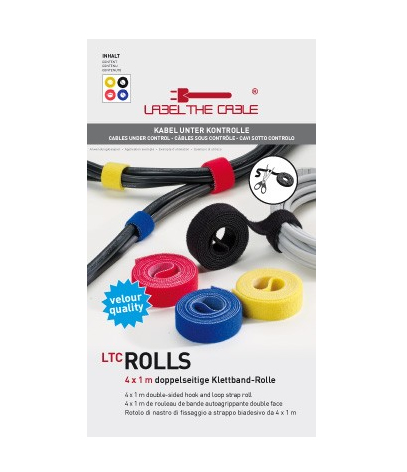 INHALT
CONTENT
CONTENU
CONTENUTO
®
LABEL THE CABLE
KABEL UNTER KONTROLLE
CABLES UNDER CONTROL • CÂBLES SOUS CONTRÔLE • CAVI SOTTO CONTROLO
velour
quality
LTC ROLLS
4 x 1 m doppelseitige Klettband-Rolle
4 x 1 m double-sided hook and loop strap roll
4 x 1 m de rouleau de bande autoagrippante double face
Rotolo di nastro di fissaggio a strappo biadesivo da 4 x 1 m